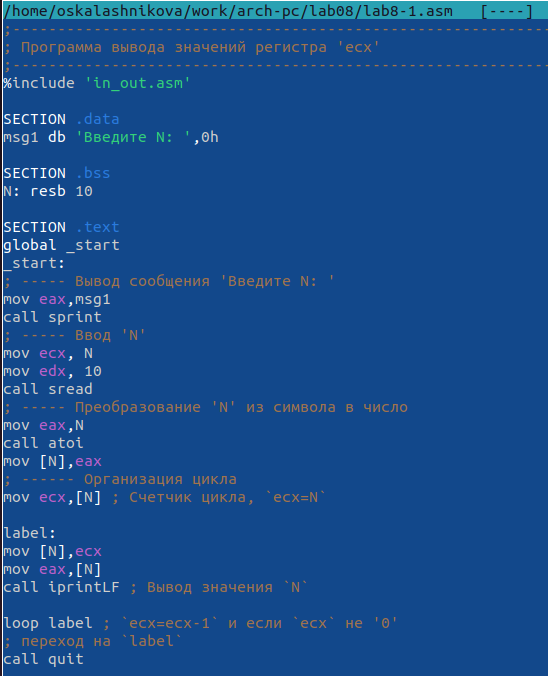 /home/oskalashnikova/work/arch-pc/lab08/lab8-1.asm   [----]
;------------------------------------------------------------
; Программа вывода значений регистра 'ecx'
;------------------------------------------------------------
%include 'in_out.asm'
SECTION .data
msg1 db 'Введите N: ',0h
SECTION .bss
N: resb 10
SECTION .text
global _start
_start:
; ----- Вывод сообщения 'Введите N: '
mov eax,msg1
call sprint
; ----- Ввод 'N'
mov ecx, N
mov edx, 10
call sread
; ----- Преобразование 'N' из символа в число
mov eax,N
call atoi
mov [N],eax
; ------ Организация цикла
mov ecx,[N] ; Счетчик цикла, `ecx=N`
label:
mov [N],ecx
mov eax,[N]
call iprintLF ; Вывод значения `N`
loop label ; `ecx=ecx-1` и если `ecx` не '0'
; переход на `label`
call quit